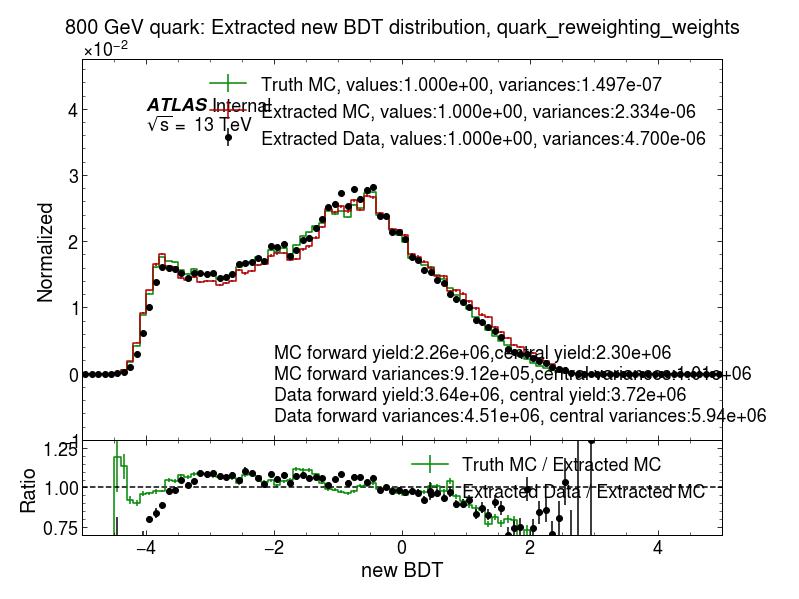 800 GeV quark: Extracted new BDT distribution, quark_reweighting_weights
×10⁻²
Truth MC, values:1.000e+00, variances:1.497e-07
ATLAS Internal
Extracted MC, values:1.000e+00, variances:2.334e-06
√s = 13 TeV
Extracted Data, values:1.000e+00, variances:4.700e-06
4
3
2
1
0
−1
Normalized
MC forward yield:2.26e+06,central yield:2.30e+06
MC forward variances:9.12e+05,central variances:
Data forward yield:3.64e+06, central yield:3.72e+06
Data forward variances:4.51e+06, central variances:5.94e+06
1.25
1.00
0.75
Ratio
Truth MC / Extracted MC
Extracted Data / Extracted MC
−4 −2 0 2 4
new BDT